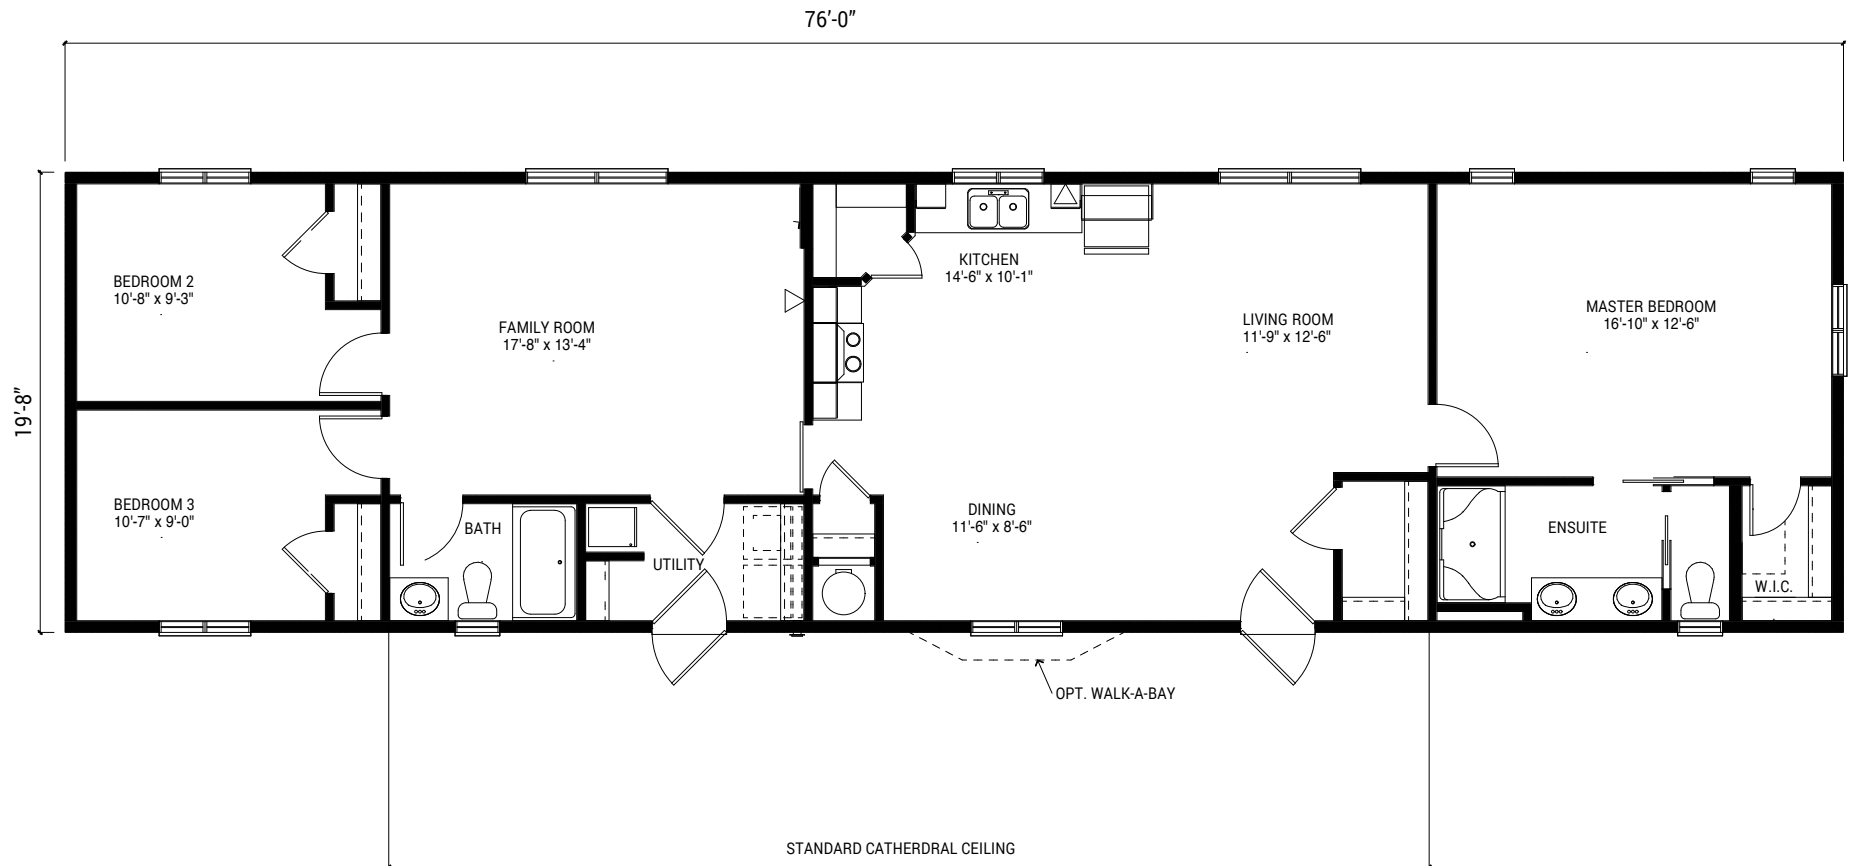 76'-0”
19'-8”
BEDROOM 2
10'-8" x 9'-3"
FAMILY ROOM
17'-8" x 13'-4"
KITCHEN
14'-6" x 10'-1"
LIVING ROOM
11'-9" x 12'-6"
MASTER BEDROOM
16'-10" x 12'-6"
BEDROOM 3
10'-7" x 9'-0"
BATH
UTILITY
DINING
11'-6" x 8'-6"
ENSUITE
W.I.C.
OPT. WALK-A-BAY
STANDARD CATHERDRAL CEILING